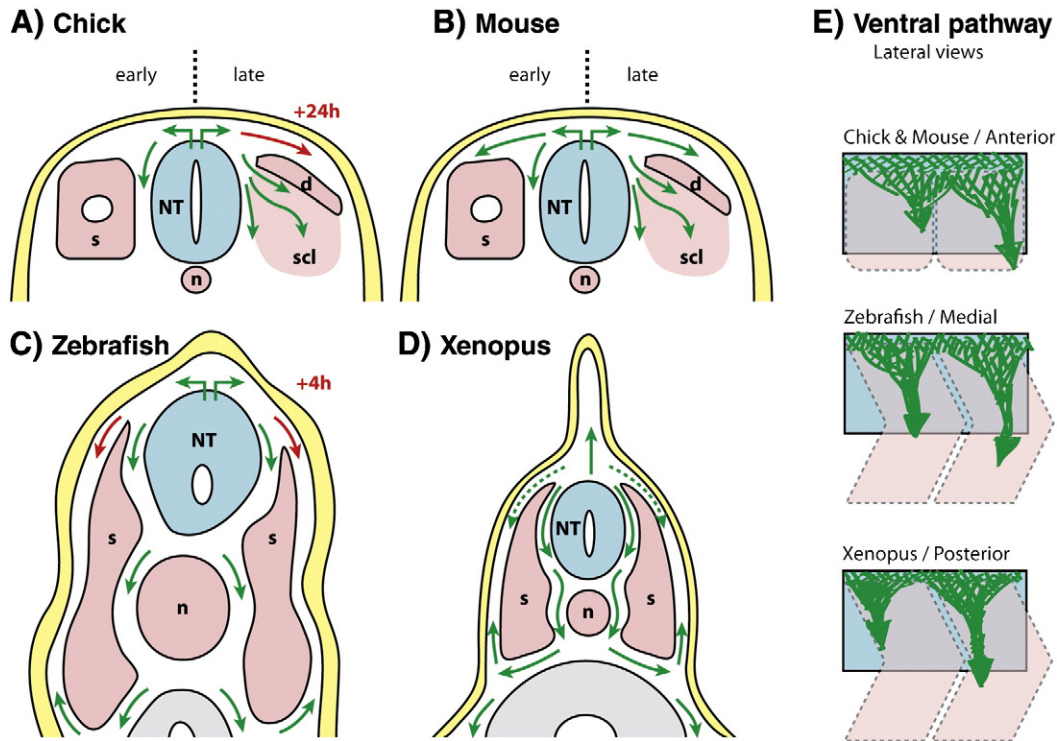 A) Chick
early
late
+24h
NT
s
d
scl
n
B) Mouse
early
late
NT
s
d
scl
n
C) Zebrafish
+4h
NT
s
s
n
D) Xenopus
NT
s
s
n
E) Ventral pathway
Lateral views
Chick & Mouse / Anterior
Zebrafish / Medial
Xenopus / Posterior